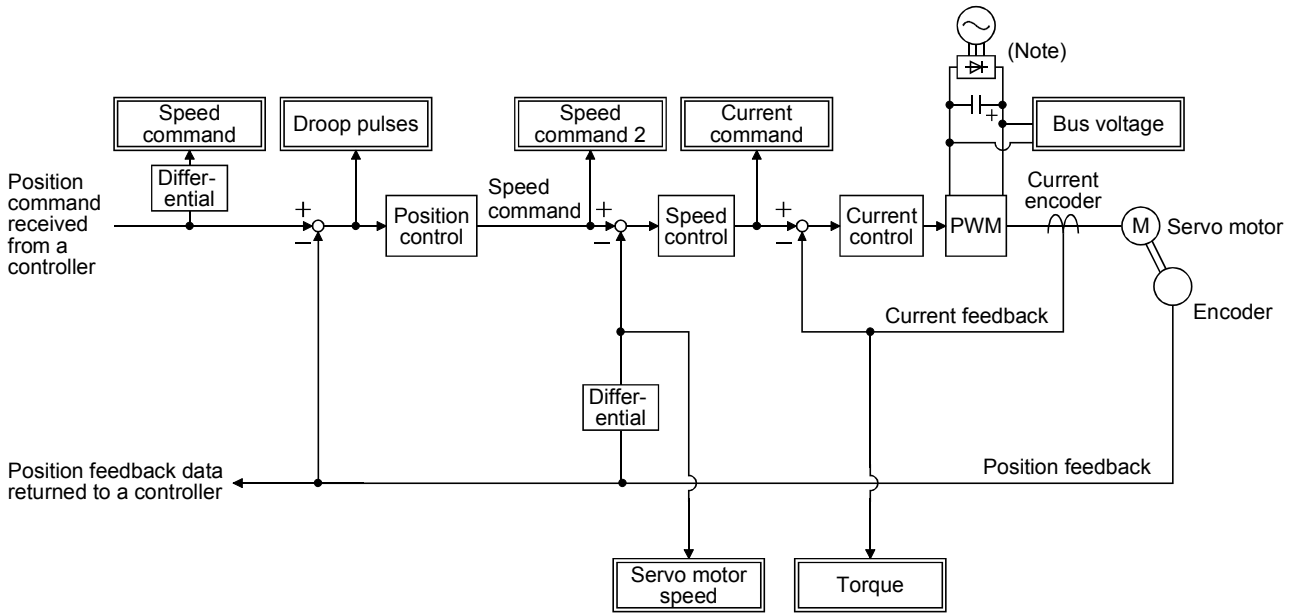 (Note)
Speed
command
Droop pulses
Speed
command 2
Current
command
Bus voltage
Position
command
received
from a
controller
Differ-
ential
+
−
Position
control
Speed
command
+
−
Speed
control
+
−
Current
control
PWM
+
Current
encoder
M
Servo motor
Encoder
Current feedback
Differ-
ential
Position feedback data
returned to a controller
Position feedback
Servo motor
speed
Torque